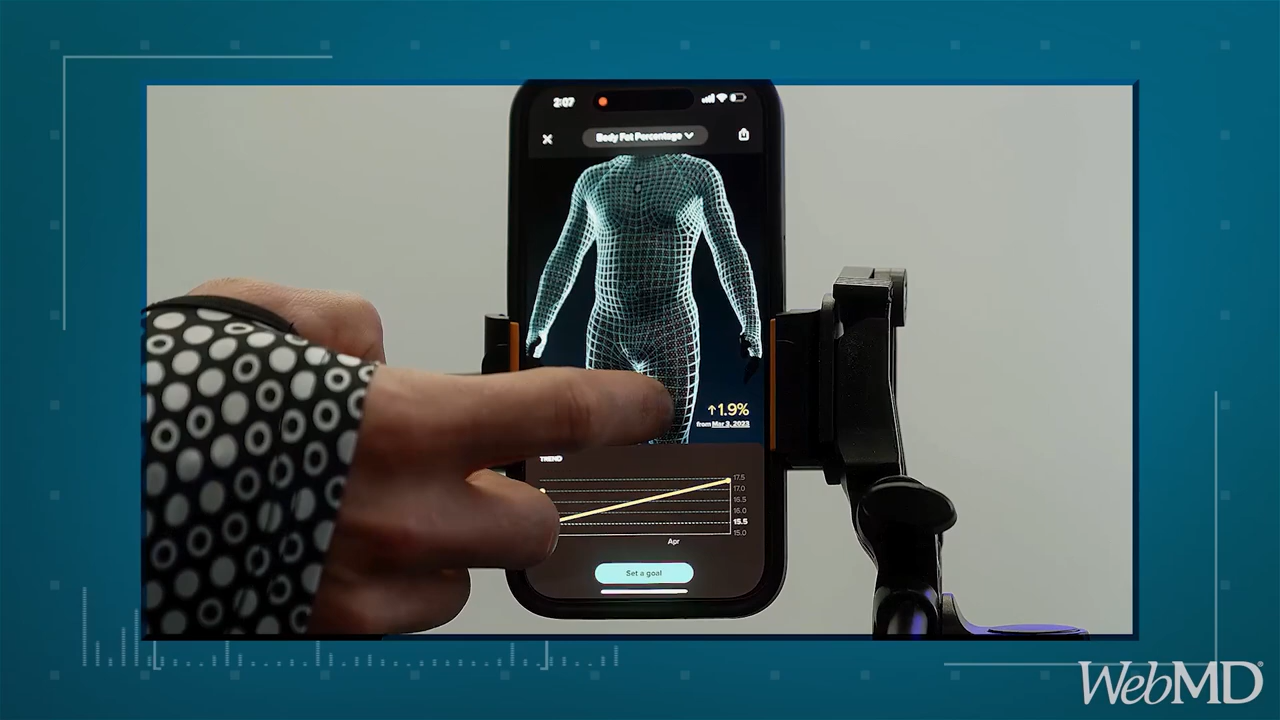 2:07
Body Fat Percentage
↑1.9%
from Mar 3, 2023
TREND
17.5
17.0
16.5
16.0
15.5
15.0
Apr
Set a goal
WebMD®